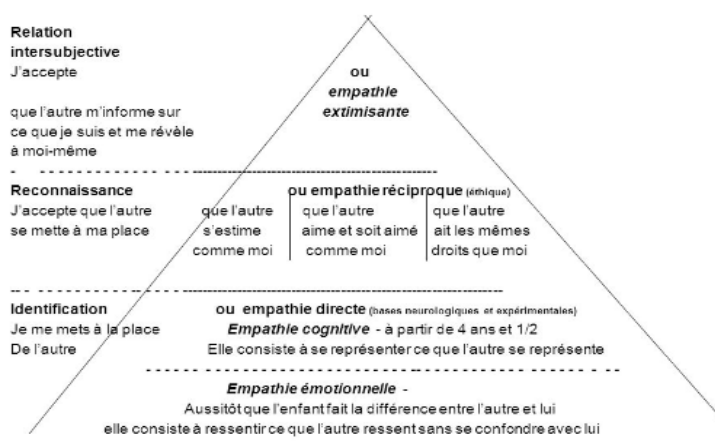 Relation
intersubjective
J'accepte
que l'autre m'informe sur
ce que je suis et me révèle
à moi-même
ou
empathie
extimisante
Reconnaissance
J'accepte que l'autre
se mette à ma place
ou empathie réciproque (éthique)
que l'autre
s'estime
comme moi
que l'autre
aime et soit aimé
comme moi
que l'autre
ait les mêmes
droits que moi
Identification
Je me mets à la place
De l'autre
ou empathie directe (bases neurologiques et expérimentales)
Empathie cognitive - à partir de 4 ans et 1/2
Elle consiste à se représenter ce que l'autre se représente
Empathie émotionnelle -
Aussitôt que l'enfant fait la différence entre l'autre et lui
elle consiste à ressentir ce que l'autre ressent sans se confondre avec lui